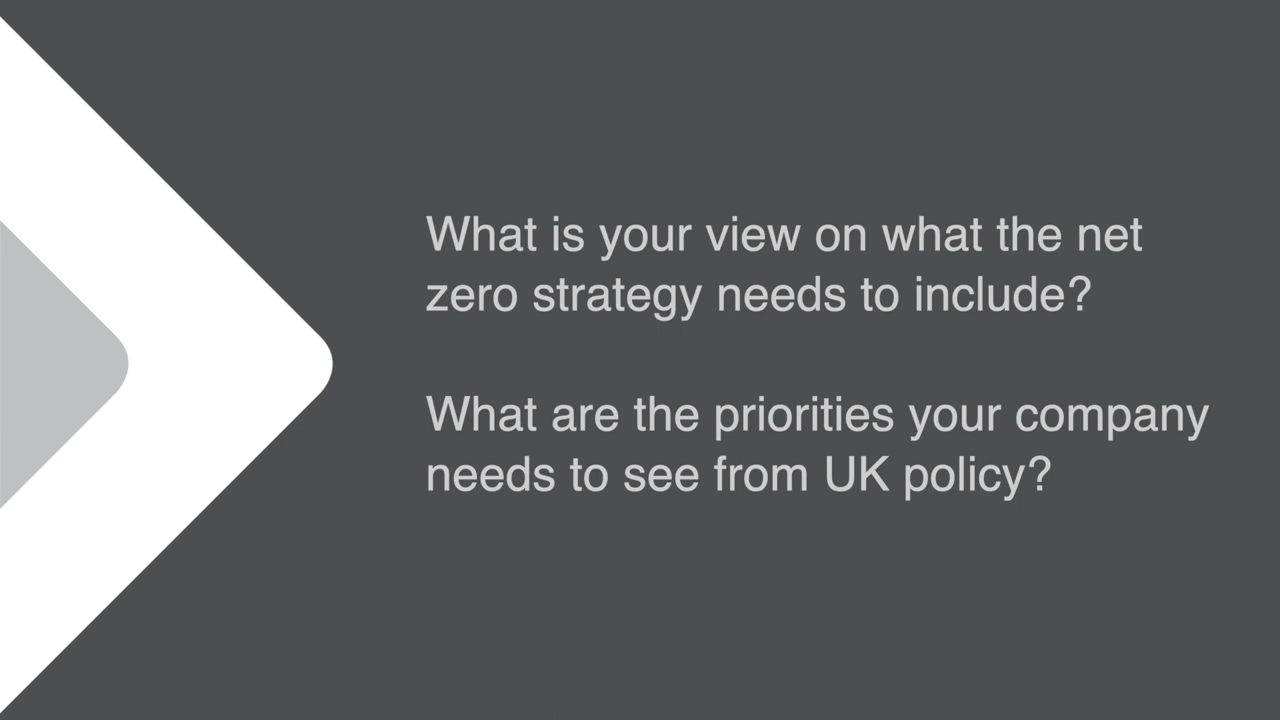 What is your view on what the net
zero strategy needs to include?
What are the priorities your company
needs to see from UK policy?